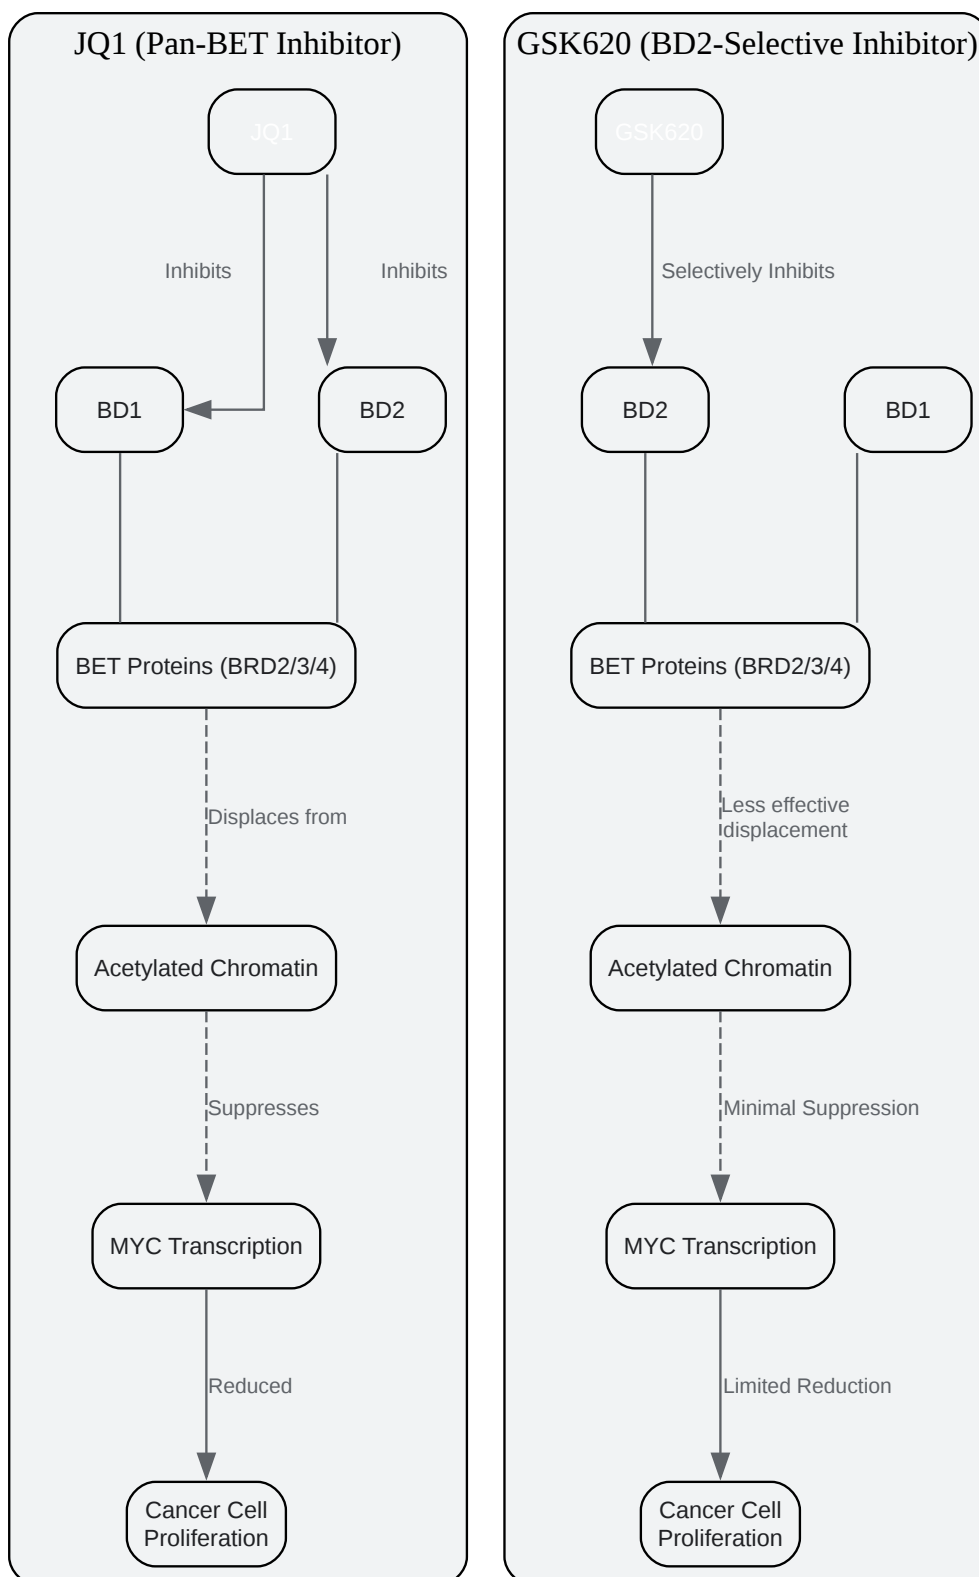 JQ1 (Pan-BET Inhibitor)
JQ1
Inhibits
Inhibits
BD1
BD2
BET Proteins (BRD2/3/4)
Displaces from
Acetylated Chromatin
Suppresses
MYC Transcription
Reduced
Cancer Cell
Proliferation
GSK620 (BD2-Selective Inhibitor)
GSK620
Selectively Inhibits
BD2
BD1
BET Proteins (BRD2/3/4)
Less effective
displacement
Acetylated Chromatin
Minimal Suppression
MYC Transcription
Limited Reduction
Cancer Cell
Proliferation